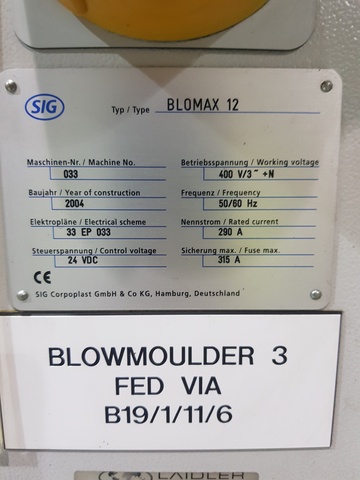 SIG
Typ / Type BLOMAX 12
Maschinen-Nr. / Machine No. Betriebsspannung / Working voltage
033 400 V/3~ +N
Baujahr / Year of construction Frequenz / Frequency
2004 50/60 Hz
Elektropläne / Electrical scheme Nennstrom / Rated current
33 EP 033 290 A
Steuerspannung / Control voltage Sicherung max. / Fuse max.
24 VDC 315 A
CE
SIG Corpoplast GmbH & Co KG, Hamburg, Deutschland
BLOWMOULDER 3
FED VIA
B19/1/11/6
LAIDLER